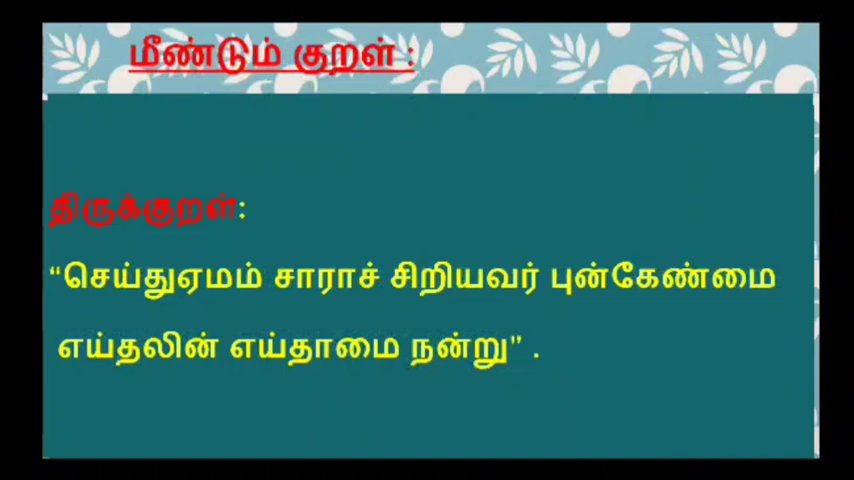 மீண்டும் குறள் :
திருக்குறள்:
“செய்துஏமம் சாராச் சிறியவர் புன்கேண்மை
எய்தலின் எய்தாமை நன்று” .